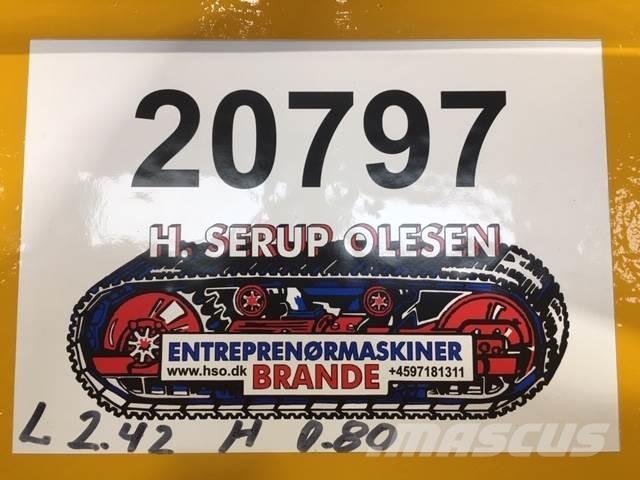 20797
H. SERUP OLESEN
ENTREPRENØRMASKINER
www.hso.dk BRANDE +4597181311
L 2.42 H 0.80
mascus